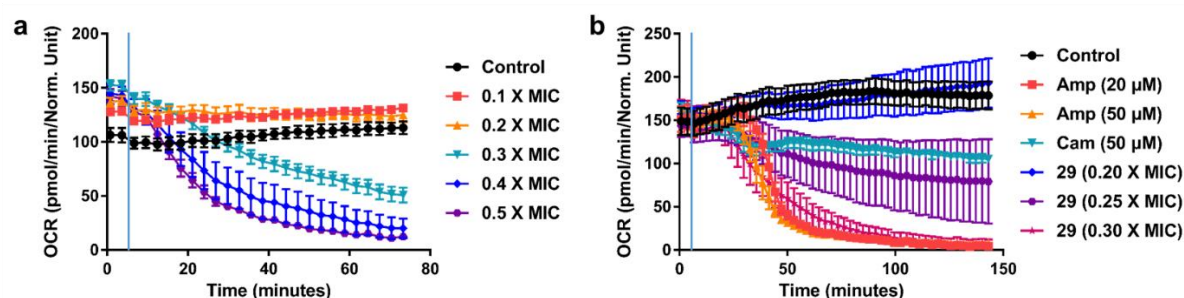 a
OCR (pmol/min/Norm. Unit)
200
150
100
50
0
0 20 40 60 80
Time (minutes)
Control
0.1 X MIC
0.2 X MIC
0.3 X MIC
0.4 X MIC
0.5 X MIC
b
OCR (pmol/min/Norm. Unit)
250
200
150
100
50
0
0 50 100 150
Time (minutes)
Control
Amp (20 µM)
Amp (50 µM)
Cam (50 µM)
29 (0.20 X MIC)
29 (0.25 X MIC)
29 (0.30 X MIC)